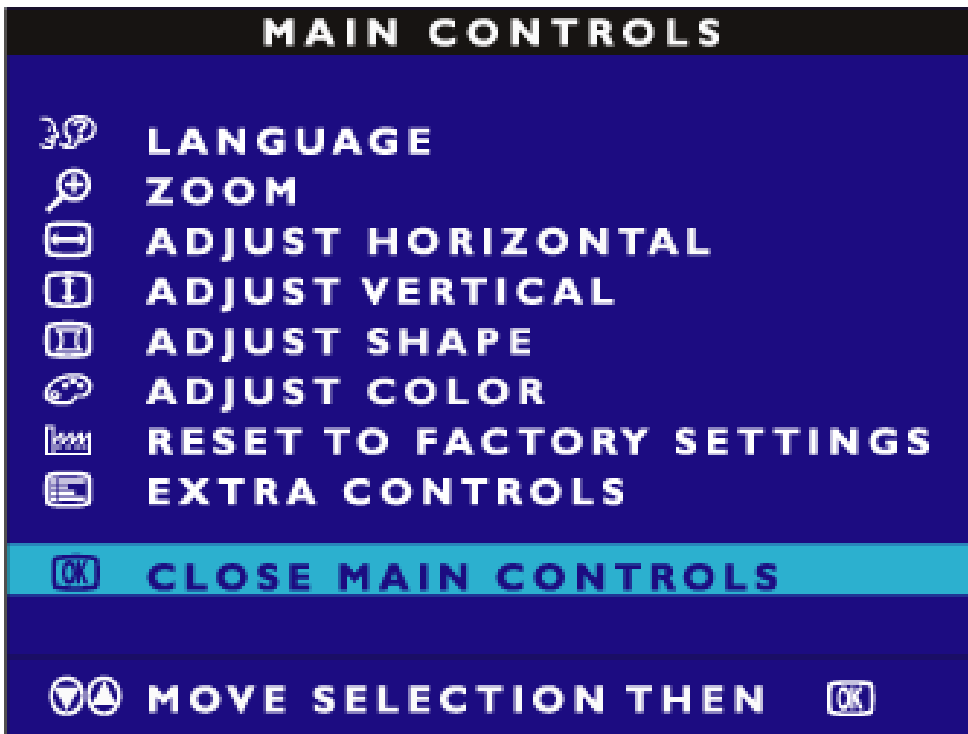 MAIN CONTROLS
LANGUAGE
ZOOM
ADJUST HORIZONTAL
ADJUST VERTICAL
ADJUST SHAPE
ADJUST COLOR
RESET TO FACTORY SETTINGS
EXTRA CONTROLS
OK CLOSE MAIN CONTROLS
MOVE SELECTION THEN OK